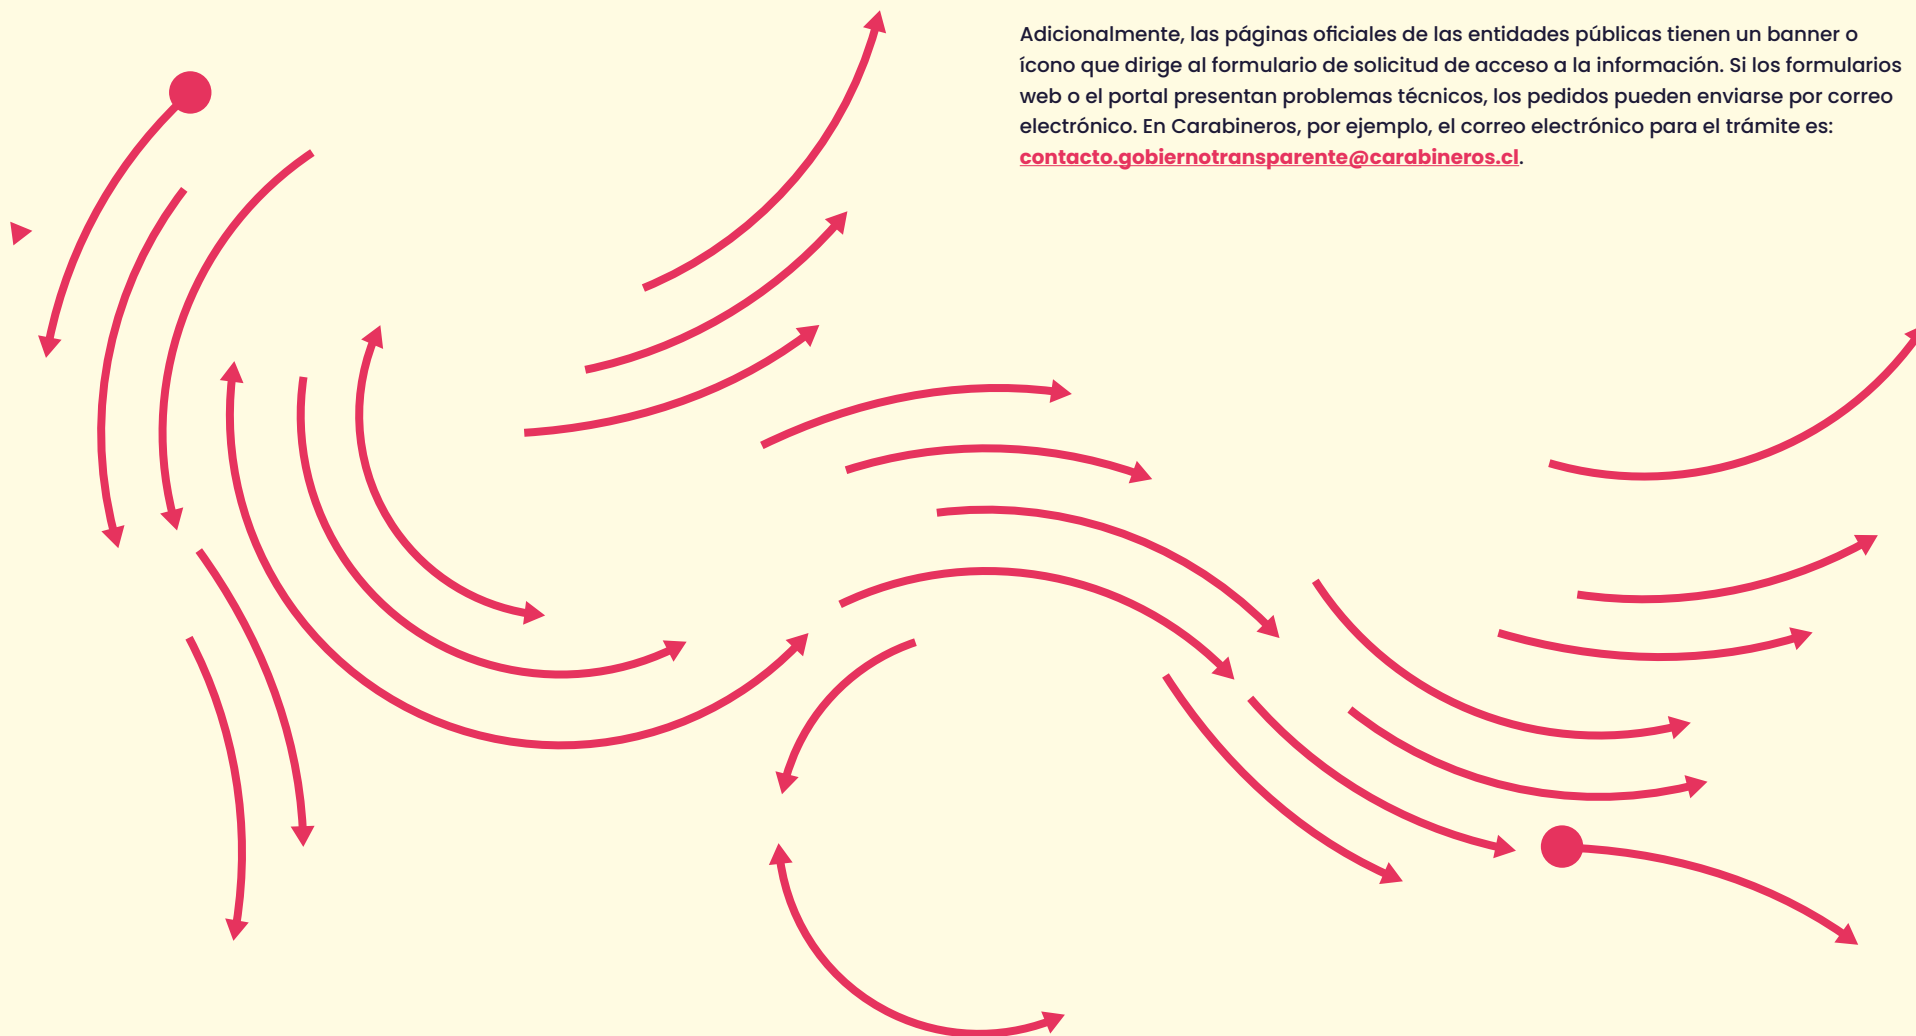 Adicionalmente, las páginas oficiales de las entidades públicas tienen un banner o
ícono que dirige al formulario de solicitud de acceso a la información. Si los formularios
web o el portal presentan problemas técnicos, los pedidos pueden enviarse por correo
electrónico. En Carabineros, por ejemplo, el correo electrónico para el trámite es:
contacto.gobiernotransparente@carabineros.cl.